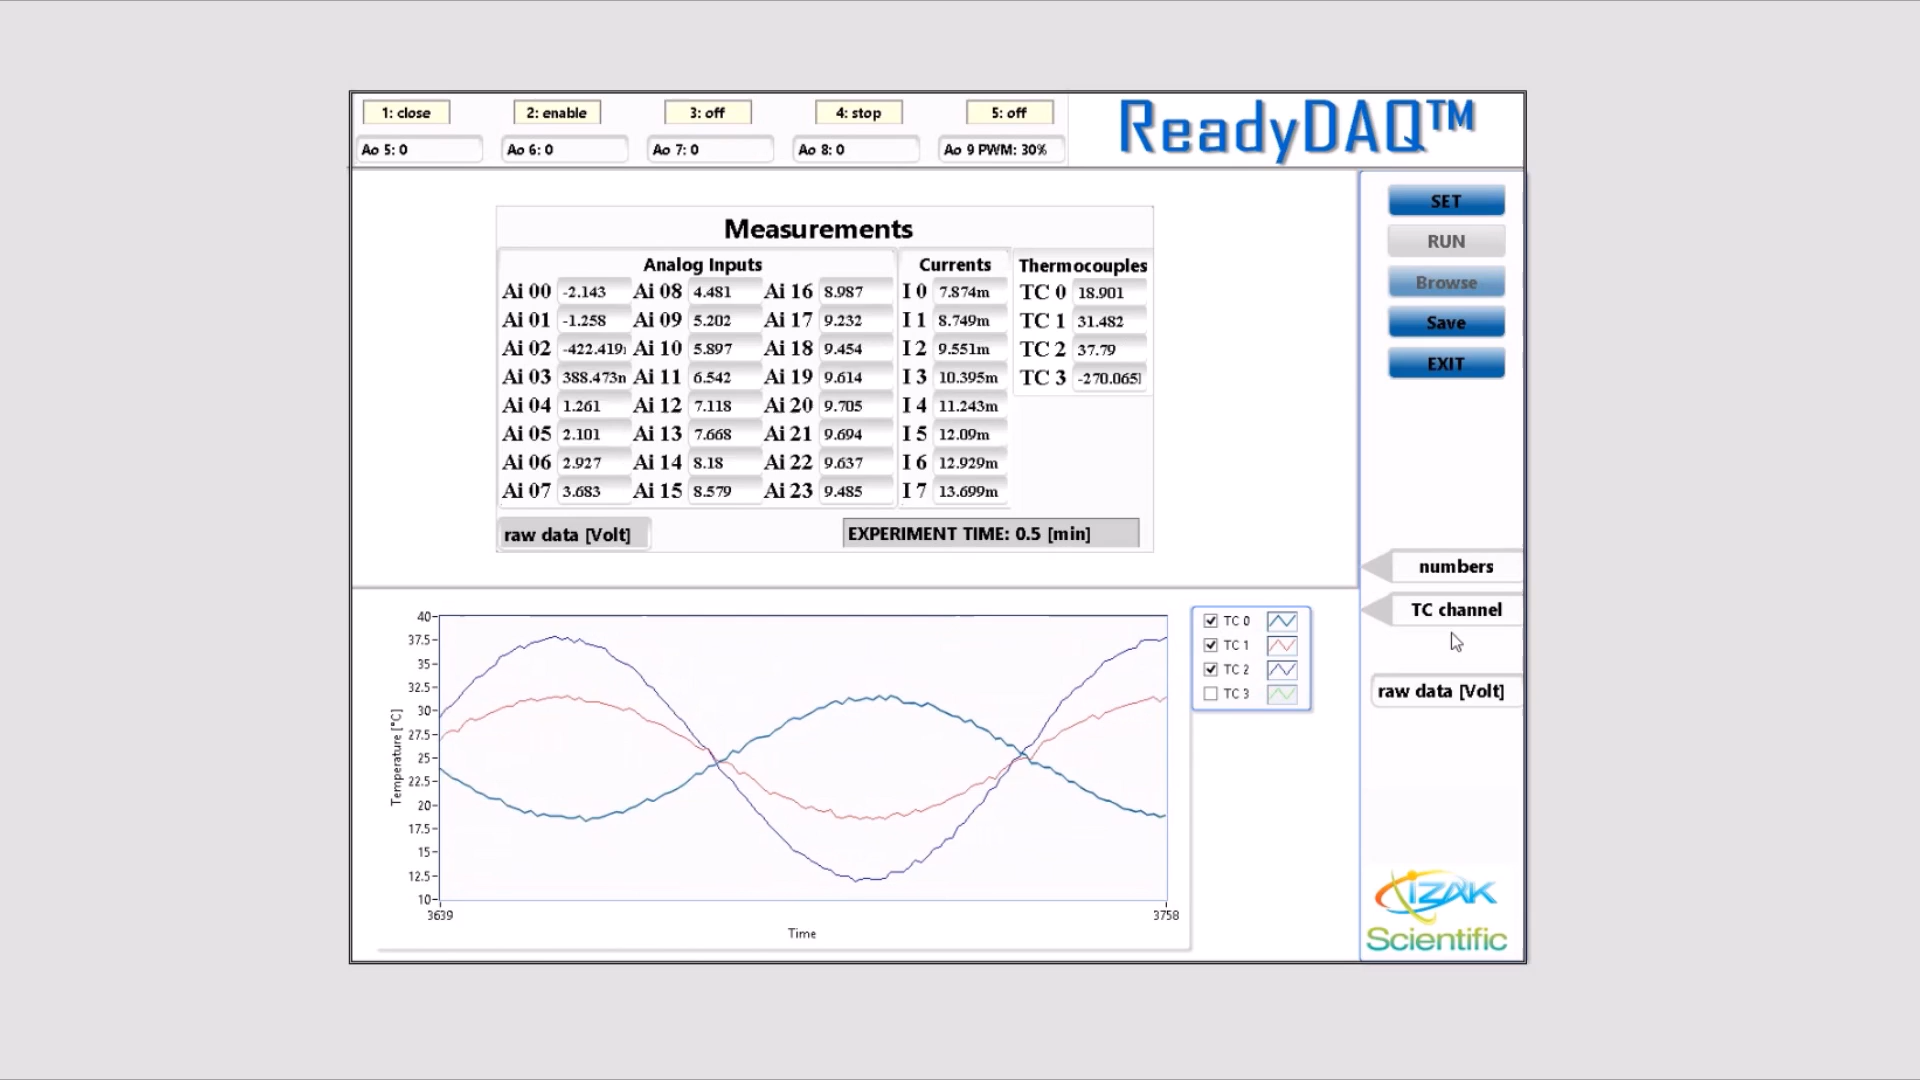 1: close 2: enable 3: off 4: stop 5: off
Ao 5: 0 Ao 6: 0 Ao 7: 0 Ao 8: 0 Ao 9 PWM: 30%
ReadyDAQ™
Measurements
Analog Inputs Currents Thermocouples
Ai 00 -2.143 Ai 08 4.481 Ai 16 8.987 I 0 7.874m TC 0 18.901
Ai 01 -1.258 Ai 09 5.202 Ai 17 9.232 I 1 8.749m TC 1 31.482
Ai 02 -422.419 Ai 10 5.897 Ai 18 9.454 I 2 9.551m TC 2 37.79
Ai 03 388.473 Ai 11 6.542 Ai 19 9.614 I 3 10.395m TC 3 -270.065
Ai 04 1.261 Ai 12 7.118 Ai 20 9.705 I 4 11.243m
Ai 05 2.101 Ai 13 7.668 Ai 21 9.694 I 5 12.09m
Ai 06 2.927 Ai 14 8.18 Ai 22 9.637 I 6 12.929m
Ai 07 3.683 Ai 15 8.579 Ai 23 9.485 I 7 13.699m
raw data [Volt] EXPERIMENT TIME: 0.5 [min]
SET
RUN
Browse
Save
EXIT
numbers
TC channel
raw data [Volt]
40
37.5
35
32.5
30
27.5
25
22.5
20
17.5
15
12.5
10
Temperature [°C]
3639 3758
Time
TC 0
TC 1
TC 2
TC 3
IZAK
Scientific